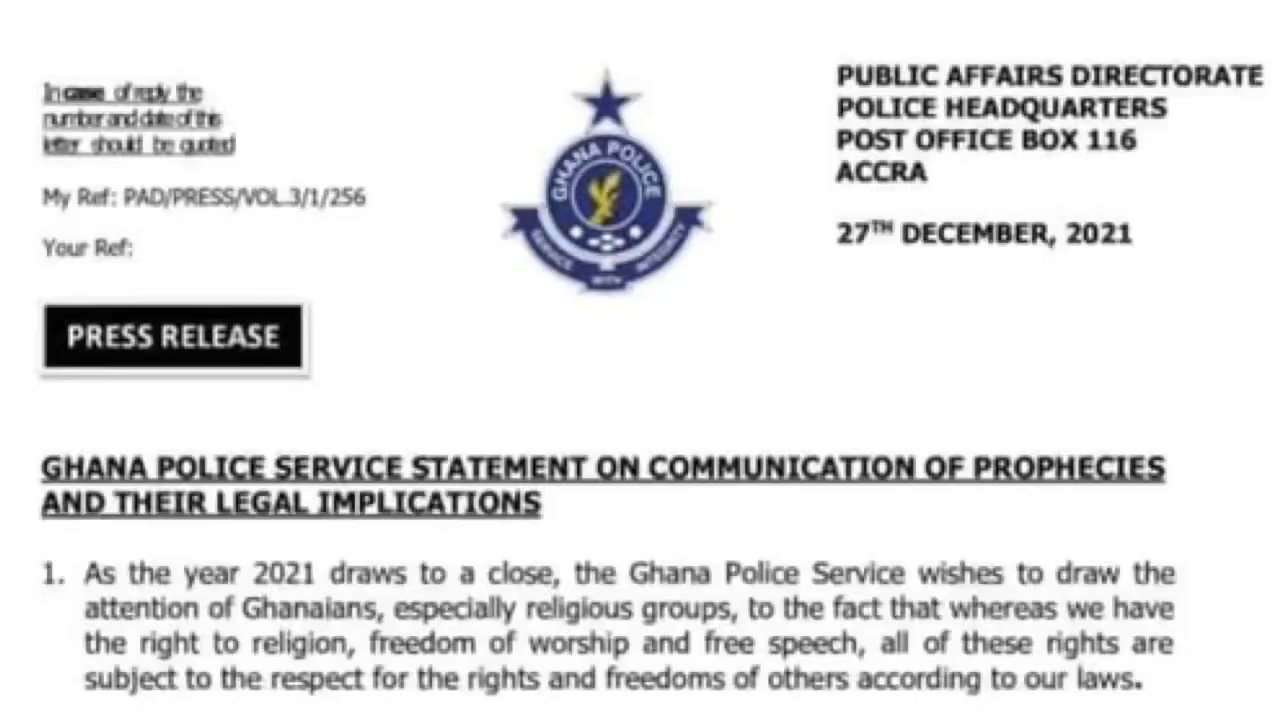 In case of reply the
number and date of this
letter should be quoted
My Ref: PAD/PRESS/VOL.3/1/256
Your Ref:
GHANA POLICE
SERVICE WITH INTEGRITY
PUBLIC AFFAIRS DIRECTORATE
POLICE HEADQUARTERS
POST OFFICE BOX 116
ACCRA
27TH DECEMBER, 2021
PRESS RELEASE
GHANA POLICE SERVICE STATEMENT ON COMMUNICATION OF PROPHECIES
AND THEIR LEGAL IMPLICATIONS
1. As the year 2021 draws to a close, the Ghana Police Service wishes to draw the
attention of Ghanaians, especially religious groups, to the fact that whereas we have
the right to religion, freedom of worship and free speech, all of these rights are
subject to the respect for the rights and freedoms of others according to our laws.